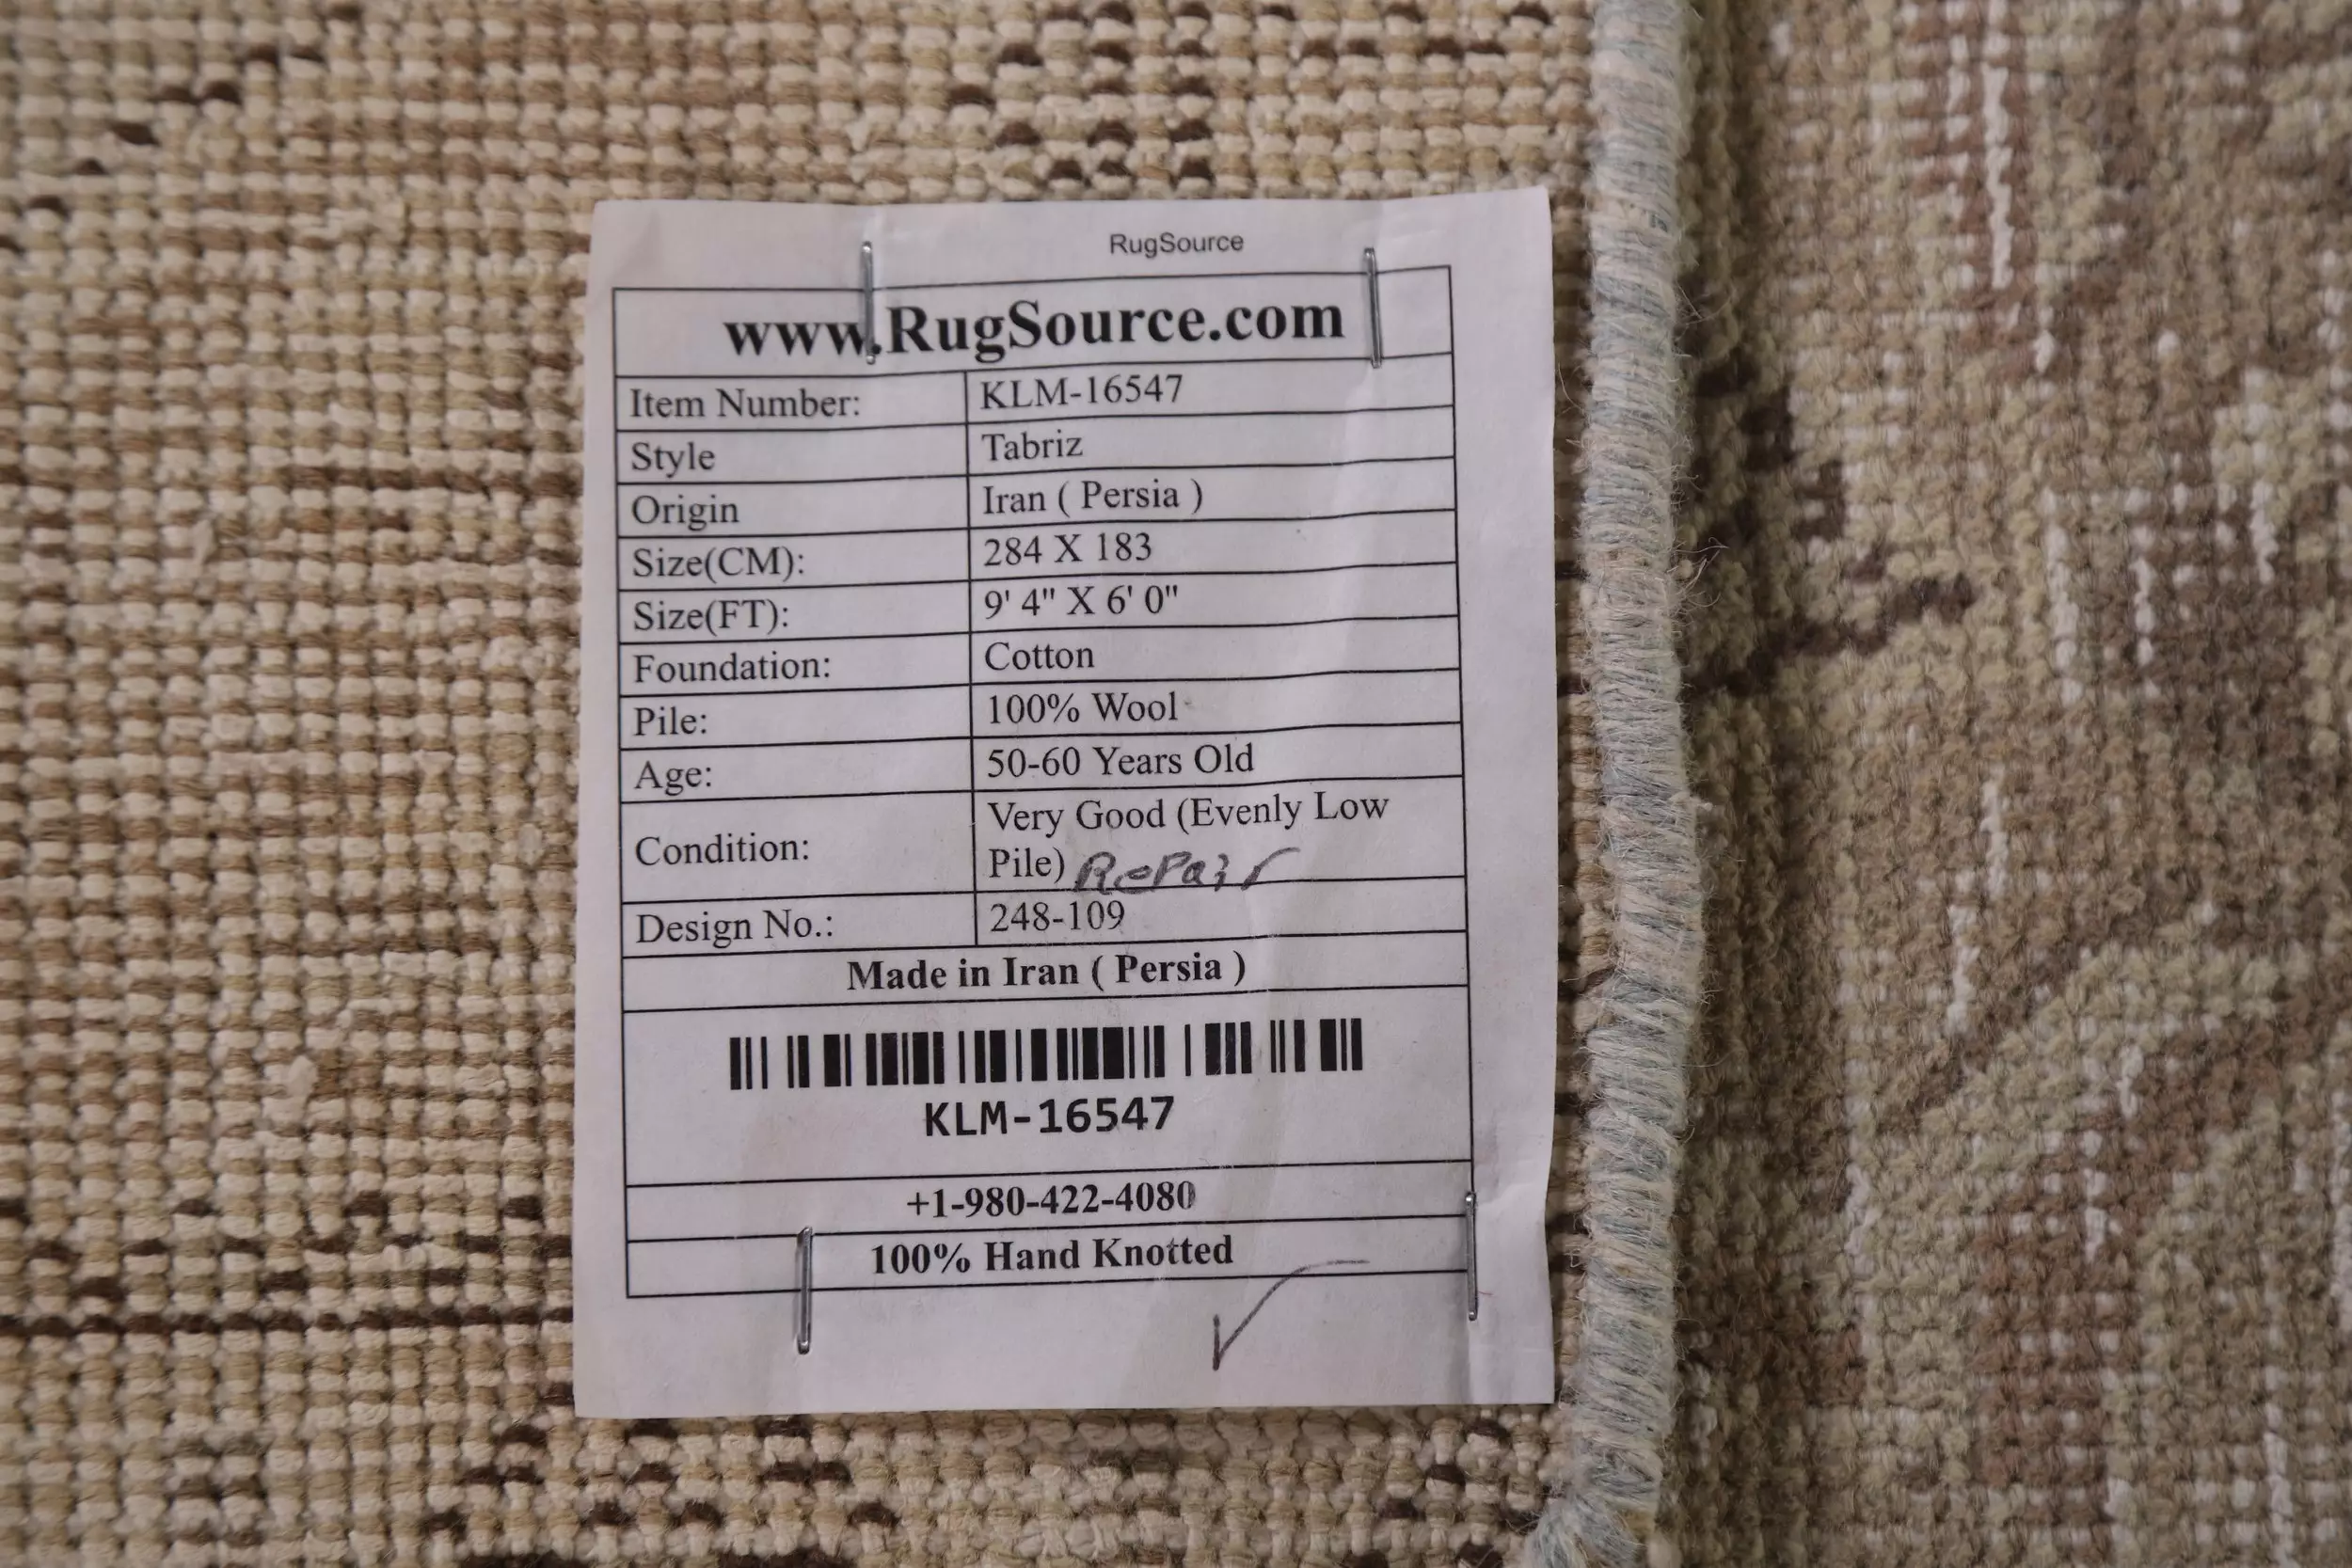 RugSource
www.RugSource.com
Item Number: KLM-16547
Style Tabriz
Origin Iran ( Persia )
Size(CM): 284 X 183
Size(FT): 9' 4" X 6' 0"
Foundation: Cotton
Pile: 100% Wool
Age: 50-60 Years Old
Condition: Very Good (Evenly Low
Pile) Repair
Design No.: 248-109
Made in Iran ( Persia )
KLM-16547
+1-980-422-4080
100% Hand Knotted